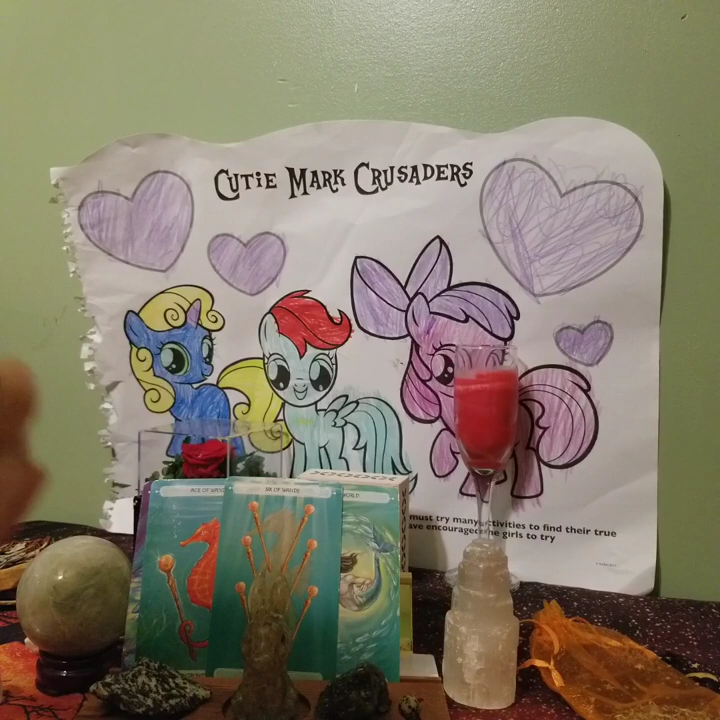 CUTIE MARK CRUSADERS
ACE OF WANDS
SIX OF WANDS
WORLD
must try many activities to find their true
ave encouraged the girls to try